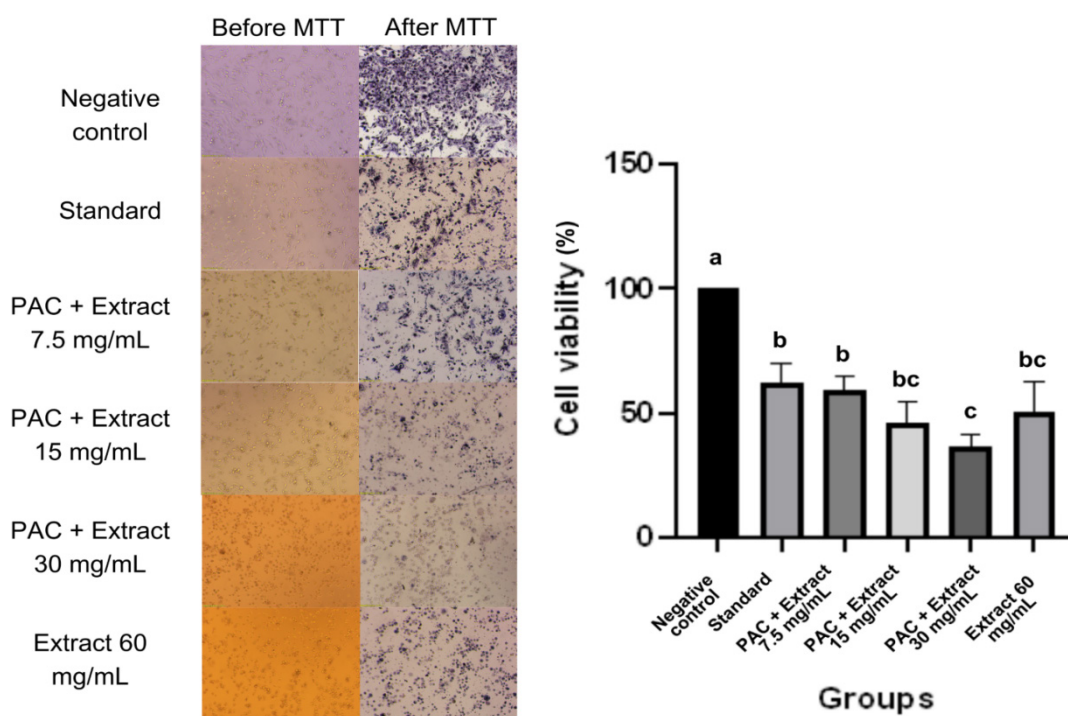 Before MTT
After MTT
Negative
control
Standard
PAC + Extract
7.5 mg/mL
PAC + Extract
15 mg/mL
PAC + Extract
30 mg/mL
Extract 60
mg/mL
Cell viability (%)
150
100
50
0
a
b
b
bc
c
bc
Negative
control
Standard
PAC + Extract
7.5 mg/mL
PAC + Extract
15 mg/mL
PAC + Extract
30 mg/mL
Extract 60
mg/mL
Groups